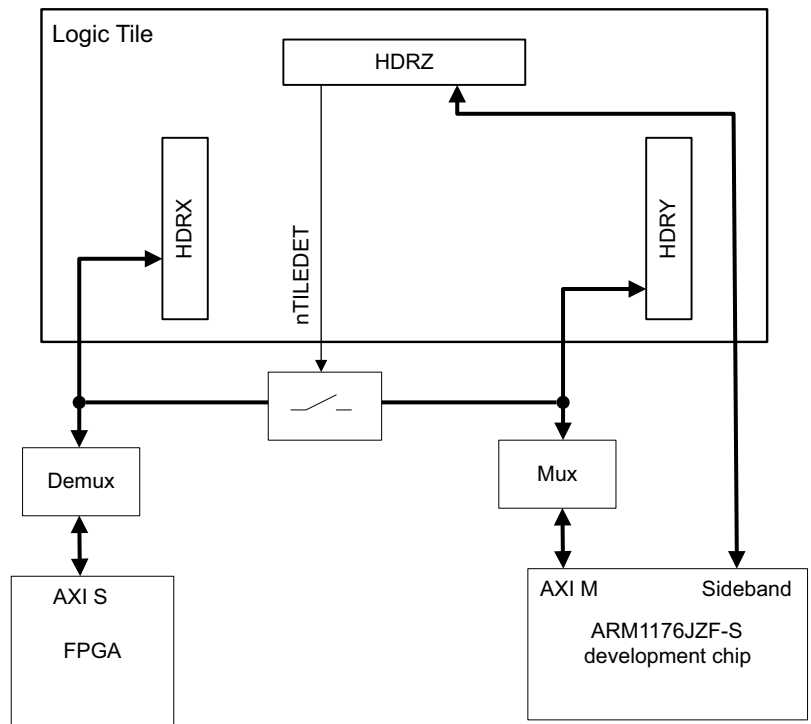 Logic Tile
HDRZ
HDRX
nTILEDET
HDRY
Demux
Mux
AXI S
FPGA
AXI M
Sideband
ARM1176JZF-S
development chip